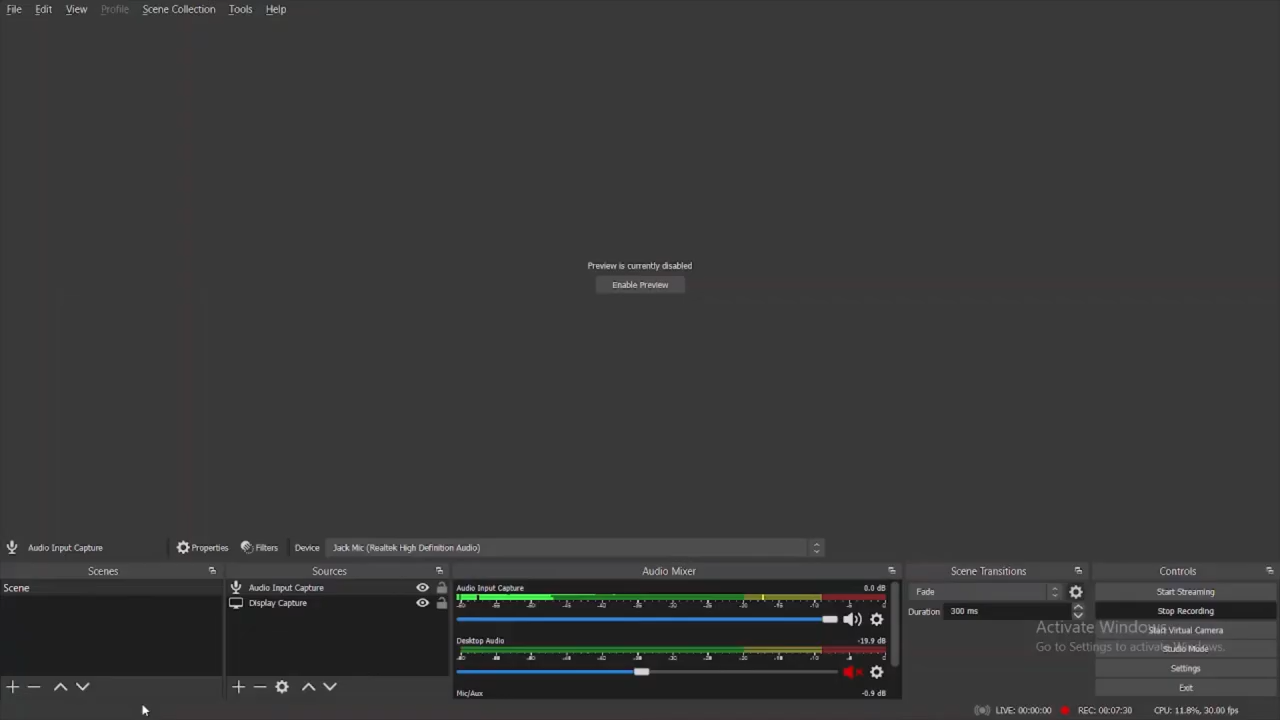 File Edit View Profile Scene Collection Tools Help
Preview is currently disabled
Enable Preview
Audio Input Capture Properties Filters Device Jack Mic (Realtek High Definition Audio)
Scenes Sources Audio Mixer Scene Transitions Controls
Scene
Audio Input Capture
Display Capture
Audio Input Capture 0.0 dB
Desktop Audio -19.9 dB
Mic/Aux -0.9 dB
Fade
Duration 300 ms
Start Streaming
Stop Recording
Start Virtual Camera
Studio Mode
Settings
Exit
Activate Windows
Go to Settings to activate Windows.
LIVE: 00:00:00 REC: 00:07:30 CPU: 11.8%, 30.00 fps